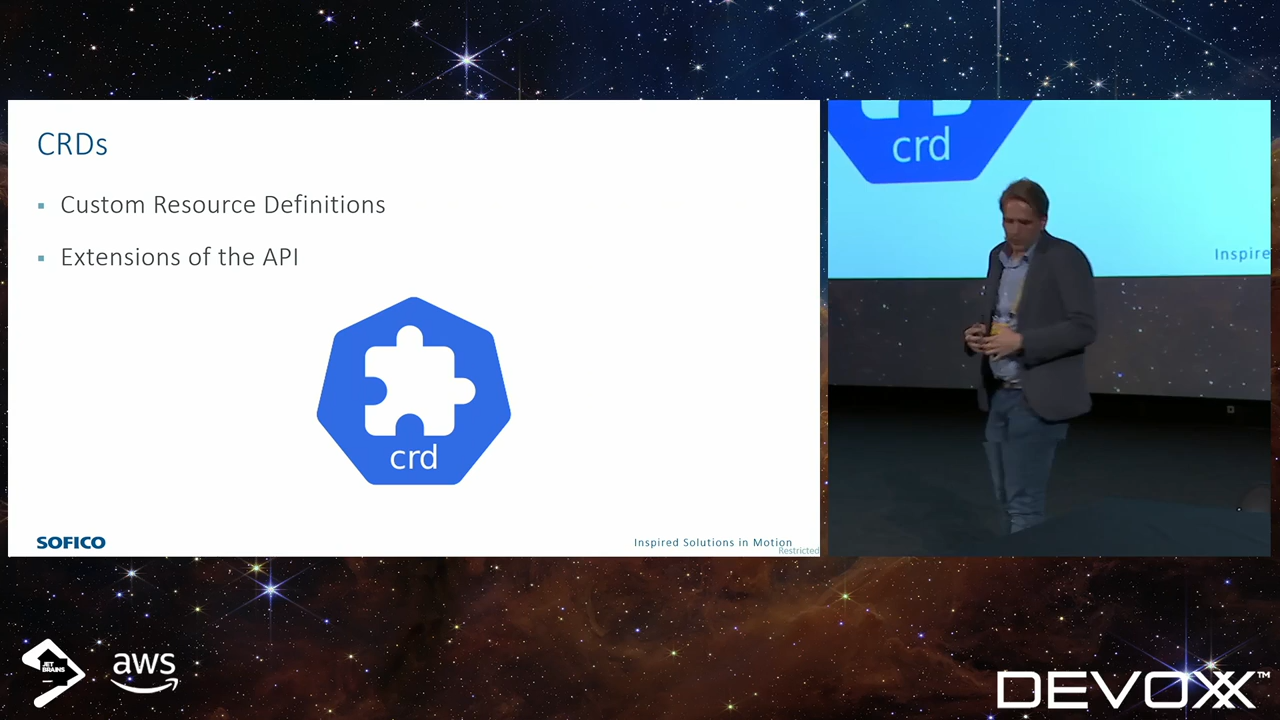 CRDs
Custom Resource Definitions
Extensions of the API
crd
SOFICO
Inspired Solutions in Motion
Restricted
crd
Inspire
JET
BRAINS
aws
DEVOXX™